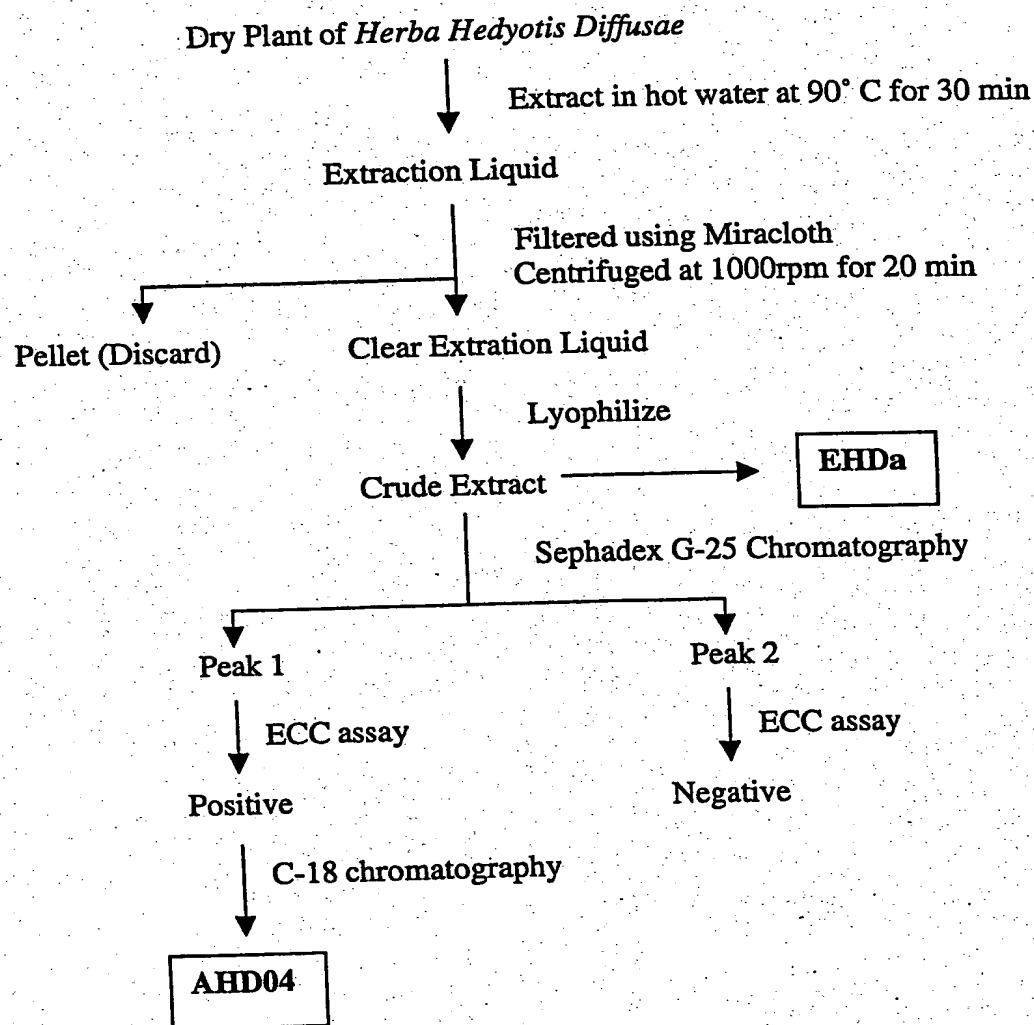 Dry Plant of Herba Hedyotis Diffusae
Extract in hot water at 90° C for 30 min
Extraction Liquid
Filtered using Miracloth
Centrifuged at 1000rpm for 20 min
Pellet (Discard)
Clear Extration Liquid
Lyophilize
Crude Extract
EHDa
Sephadex G-25 Chromatography
Peak 1
Peak 2
ECC assay
ECC assay
Positive
Negative
C-18 chromatography
AHD04